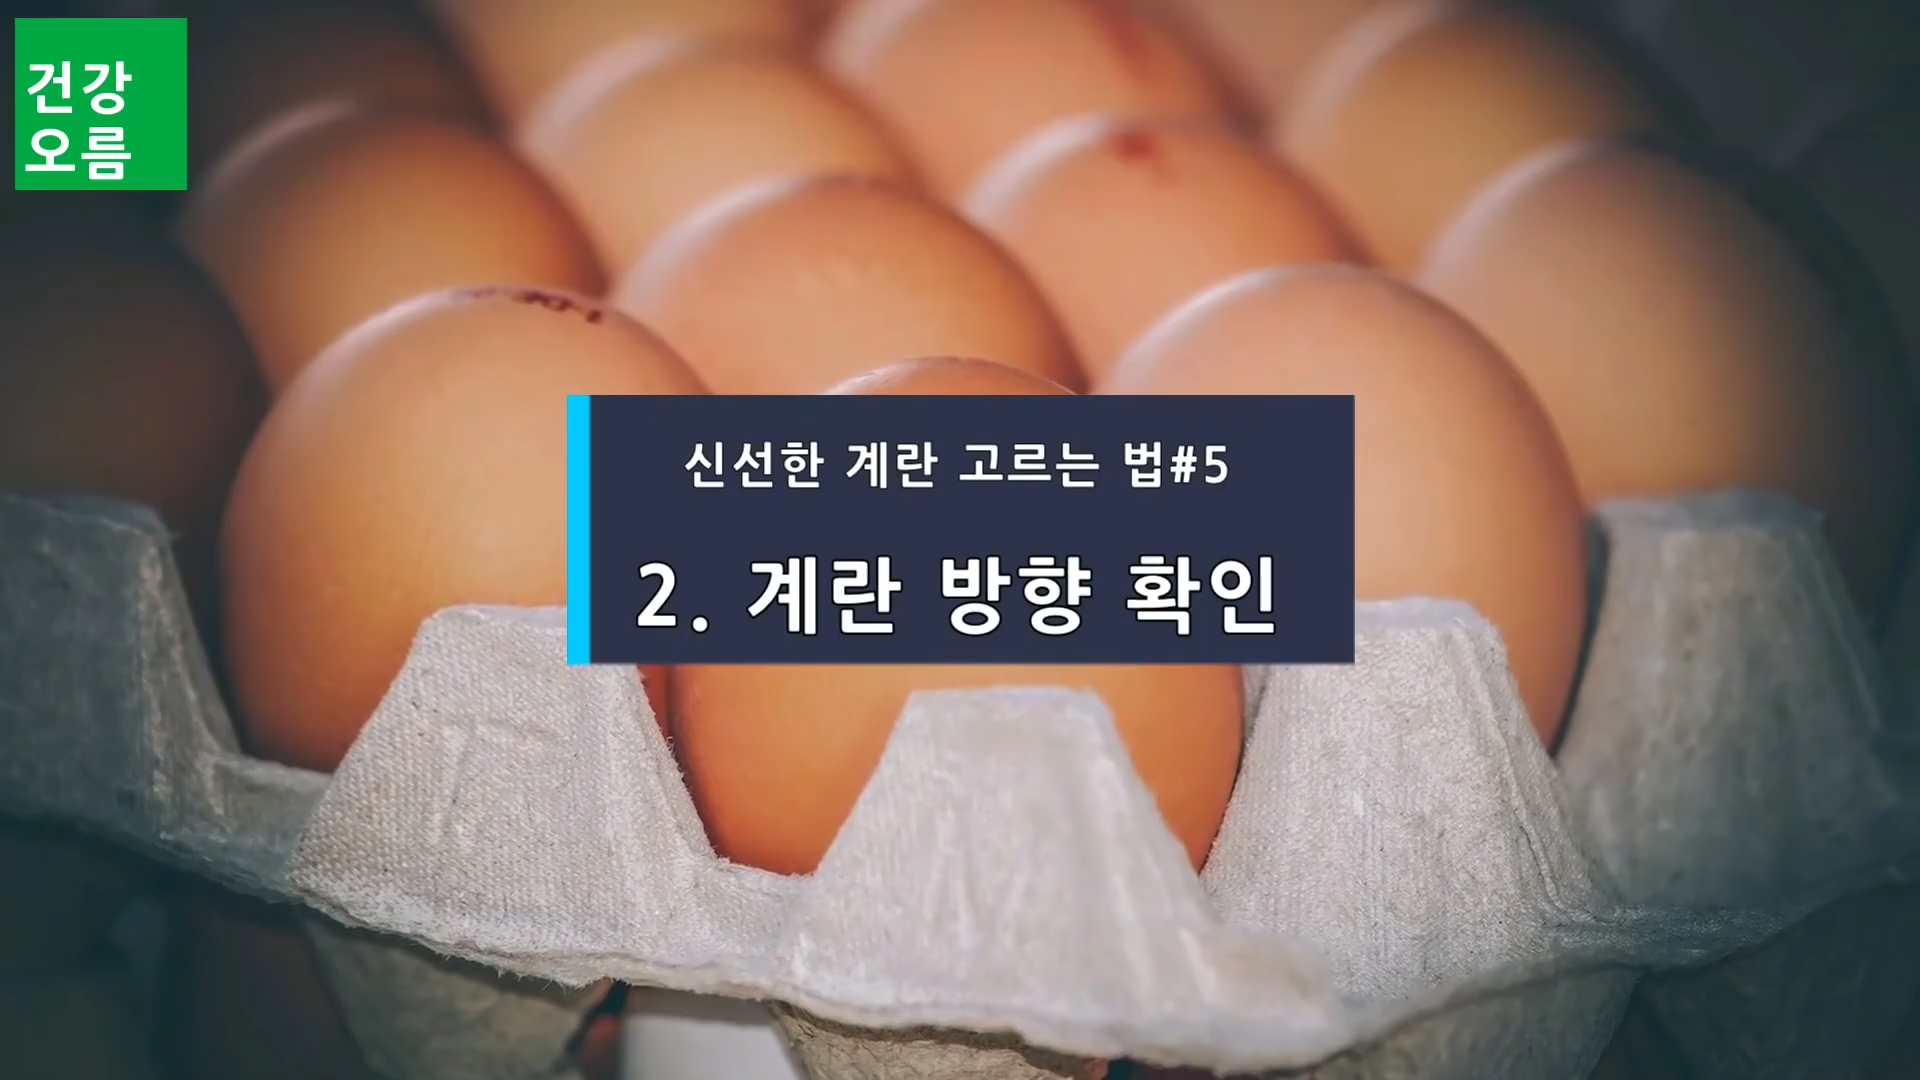 건강
오름
신선한 계란 고르는 법#5
2. 계란 방향 확인